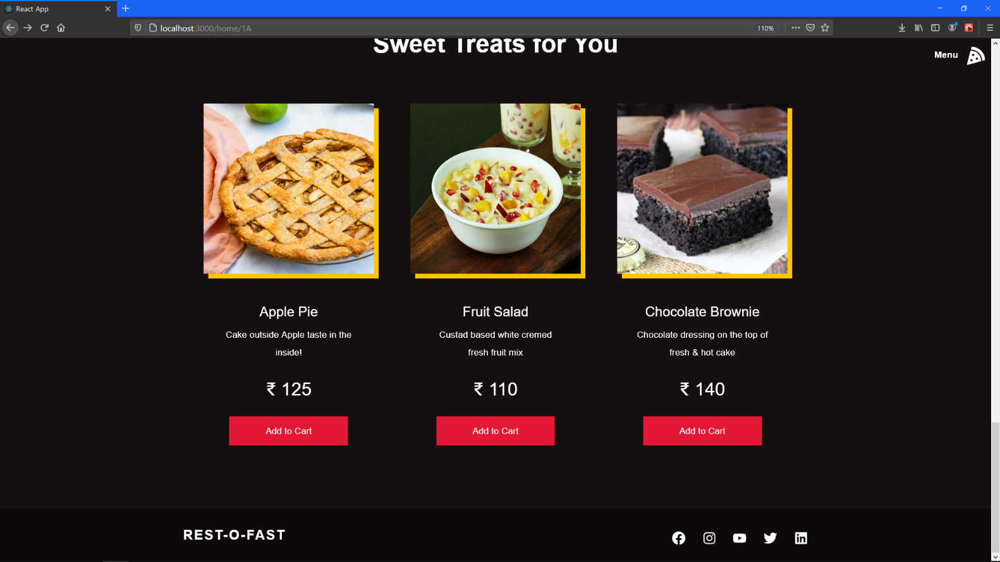 React App
localhost:3000/home/1A
110%
Sweet Treats for You
Menu
Apple Pie
Fruit Salad
Chocolate Brownie
Cake outside Apple taste in the
inside!
Custad based white cremed
fresh fruit mix
Chocolate dressing on the top of
fresh & hot cake
₹ 125
₹ 110
₹ 140
Add to Cart
Add to Cart
Add to Cart
REST-O-FAST